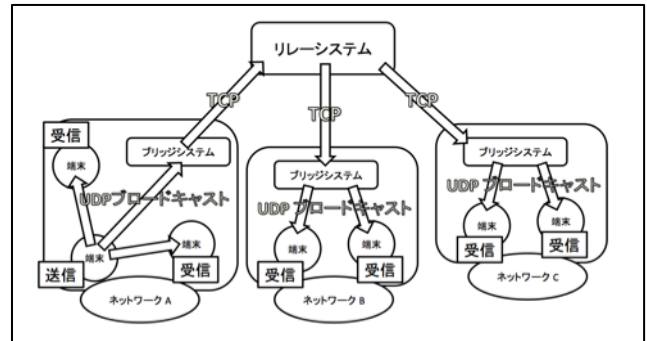 リレーシステム
TCP
TCP
TCP
受信
端末
ブリッジシステム
UDPブロードキャスト
端末
送信
端末
受信
ネットワーク A
ブリッジシステム
UDP ブロードキャスト
端末
受信
端末
受信
ネットワーク B
ブリッジシステム
UDP ブロードキャスト
端末
受信
端末
受信
ネットワーク C